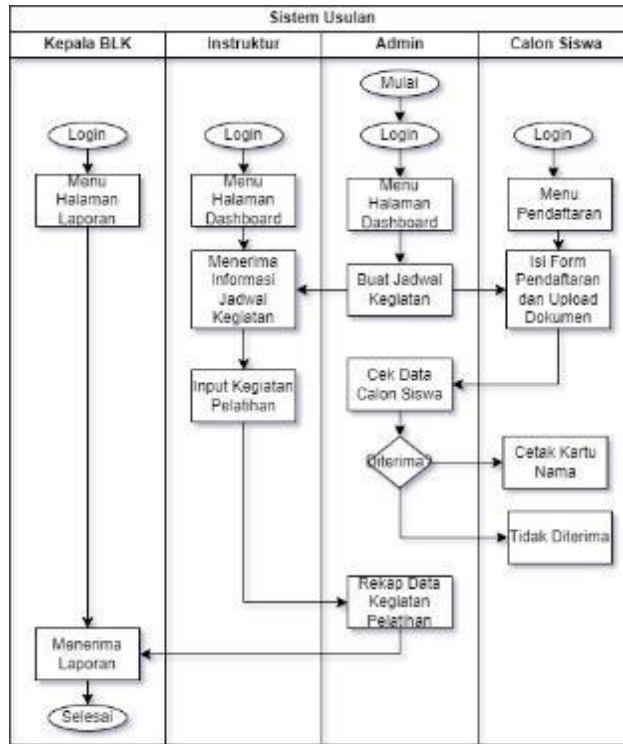 Sistem Usulan
Kepala BLK
Instruktur
Admin
Calon Siswa
Mulai
Login
Login
Login
Login
Menu
Halaman
Laporan
Menu
Halaman
Dashboard
Menu
Halaman
Dashboard
Menu
Pendaftaran
Menerima
Informasi
Jadwal
Kegiatan
Buat Jadwal
Kegiatan
Isi Form
Pendaftaran
dan Upload
Dokumen
Input Kegiatan
Pelatihan
Cek Data
Calon Siswa
Diterima?
Cetak Kartu
Nama
Tidak Diterima
Rekap Data
Kegiatan
Pelatihan
Menerima
Laporan
Selesai